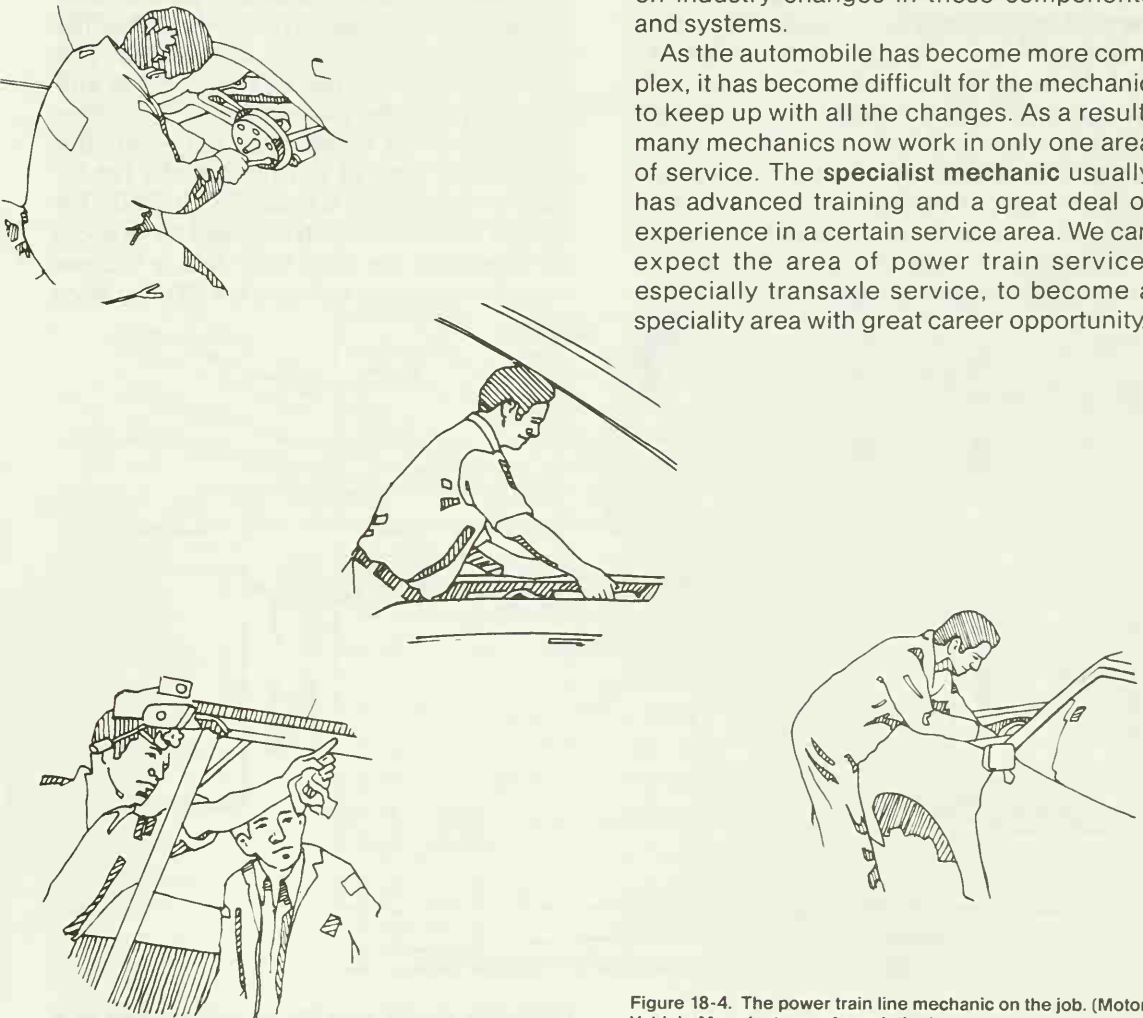 and systems.
As the automobile has become more com
plex, it has become difficult for the mechanic
to keep up with all the changes. As a result
many mechanics now work in only one area
of service. The specialist mechanic usually
has advanced training and a great deal o
experience in a certain service area. We can
expect the area of power train service
especially transaxle service, to become a
speciality area with great career opportunity.
Figure 18-4. The power train line mechanic on the job. (Motor